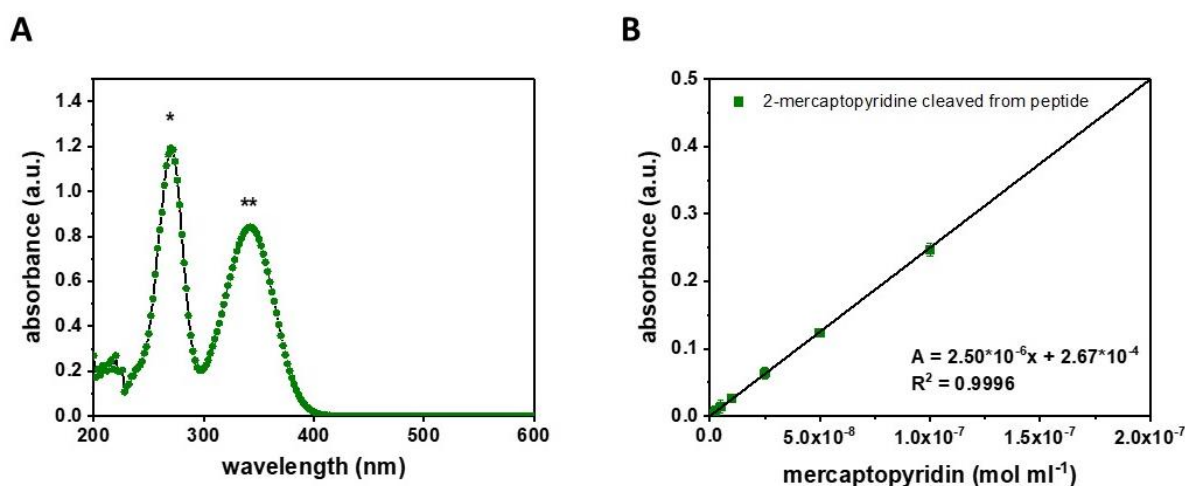 A
B
absorbance (a.u.)
1.4
1.2
1.0
0.8
0.6
0.4
0.2
0.0
*
**
200
300
400
500
600
wavelength (nm)
absorbance (a.u.)
0.5
0.4
0.3
0.2
0.1
0.0
2-mercaptopyridine cleaved from peptide
A = 2.50*10⁻⁶x + 2.67*10⁻⁴
R² = 0.9996
0.0
5.0x10⁻⁸
1.0x10⁻⁷
1.5x10⁻⁷
2.0x10⁻⁷
mercaptopyridin (mol ml⁻¹)